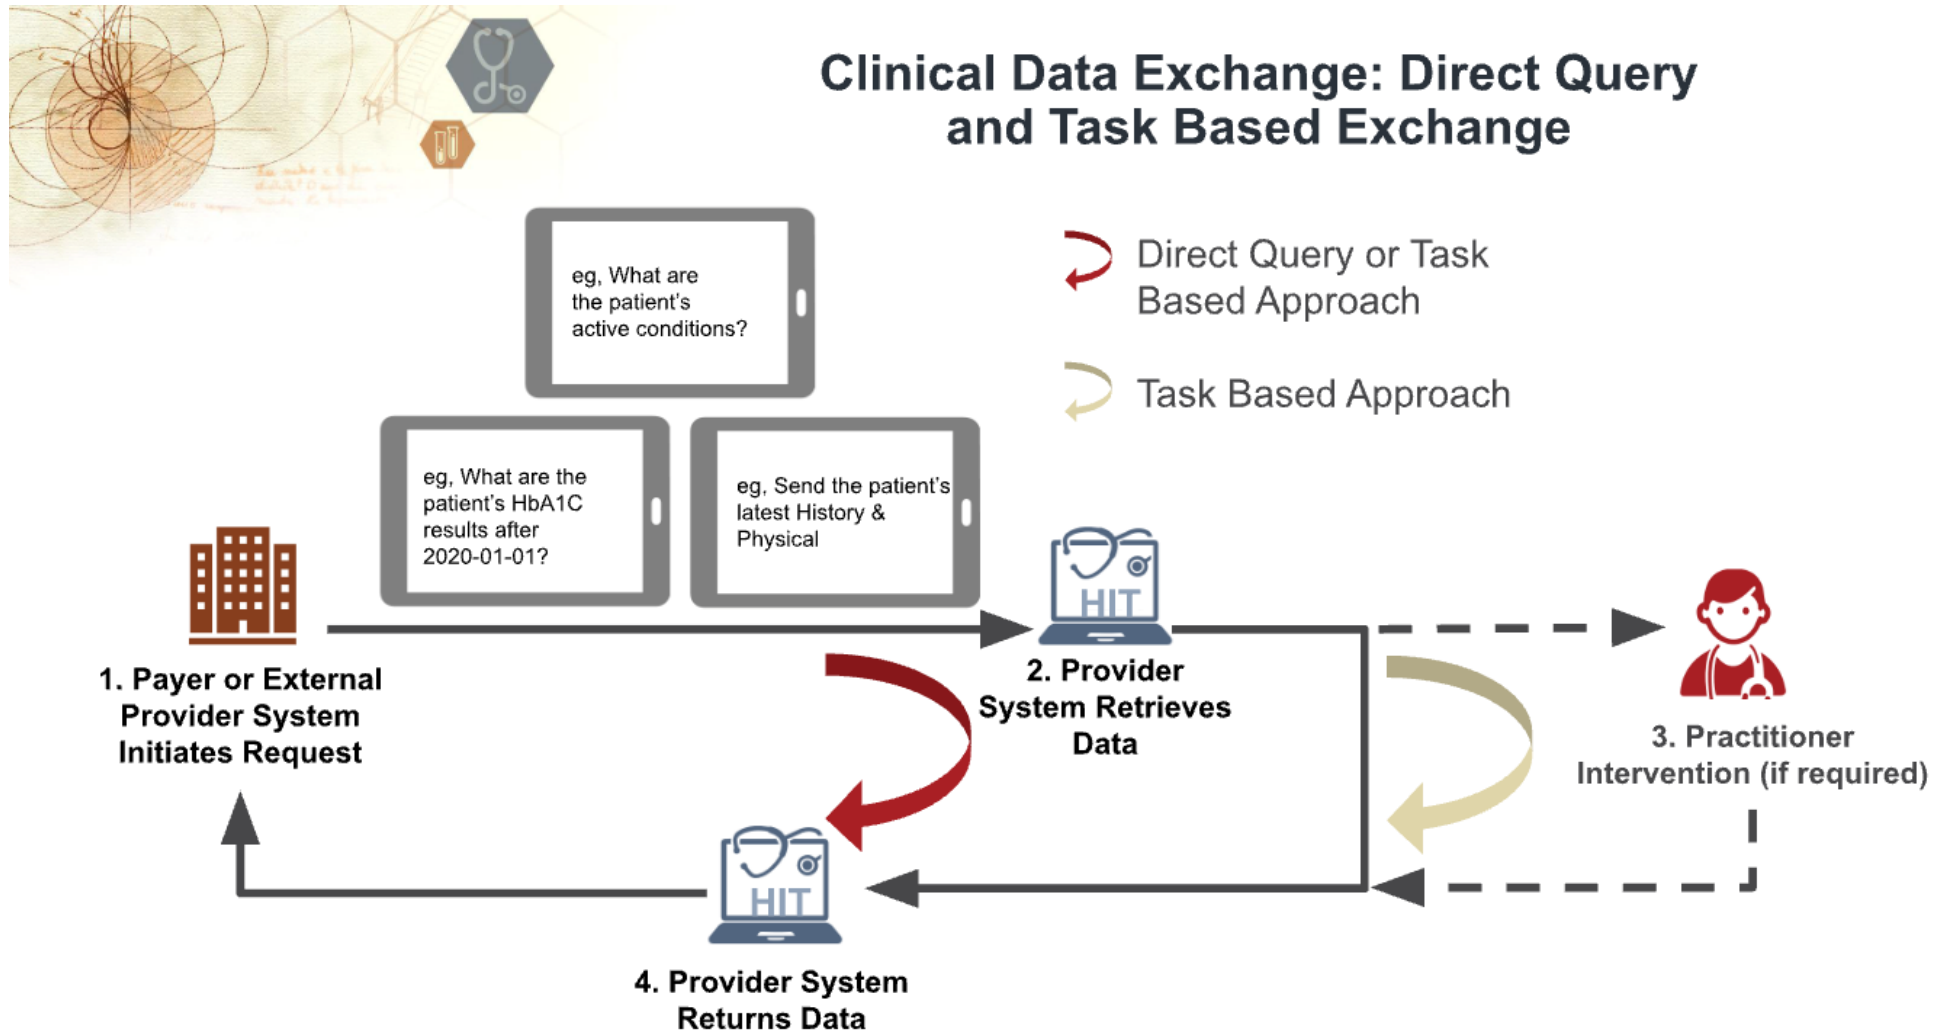 Clinical Data Exchange: Direct Query
and Task Based Exchange
eg, What are
the patient's
active conditions?
Direct Query or Task
Based Approach
Task Based Approach
eg, What are the
patient's HbA1C
results after
2020-01-01?
eg, Send the patient's
latest History &
Physical
HIT
1. Payer or External
Provider System
Initiates Request
2. Provider
System Retrieves
Data
3. Practitioner
Intervention (if required)
HIT
4. Provider System
Returns Data